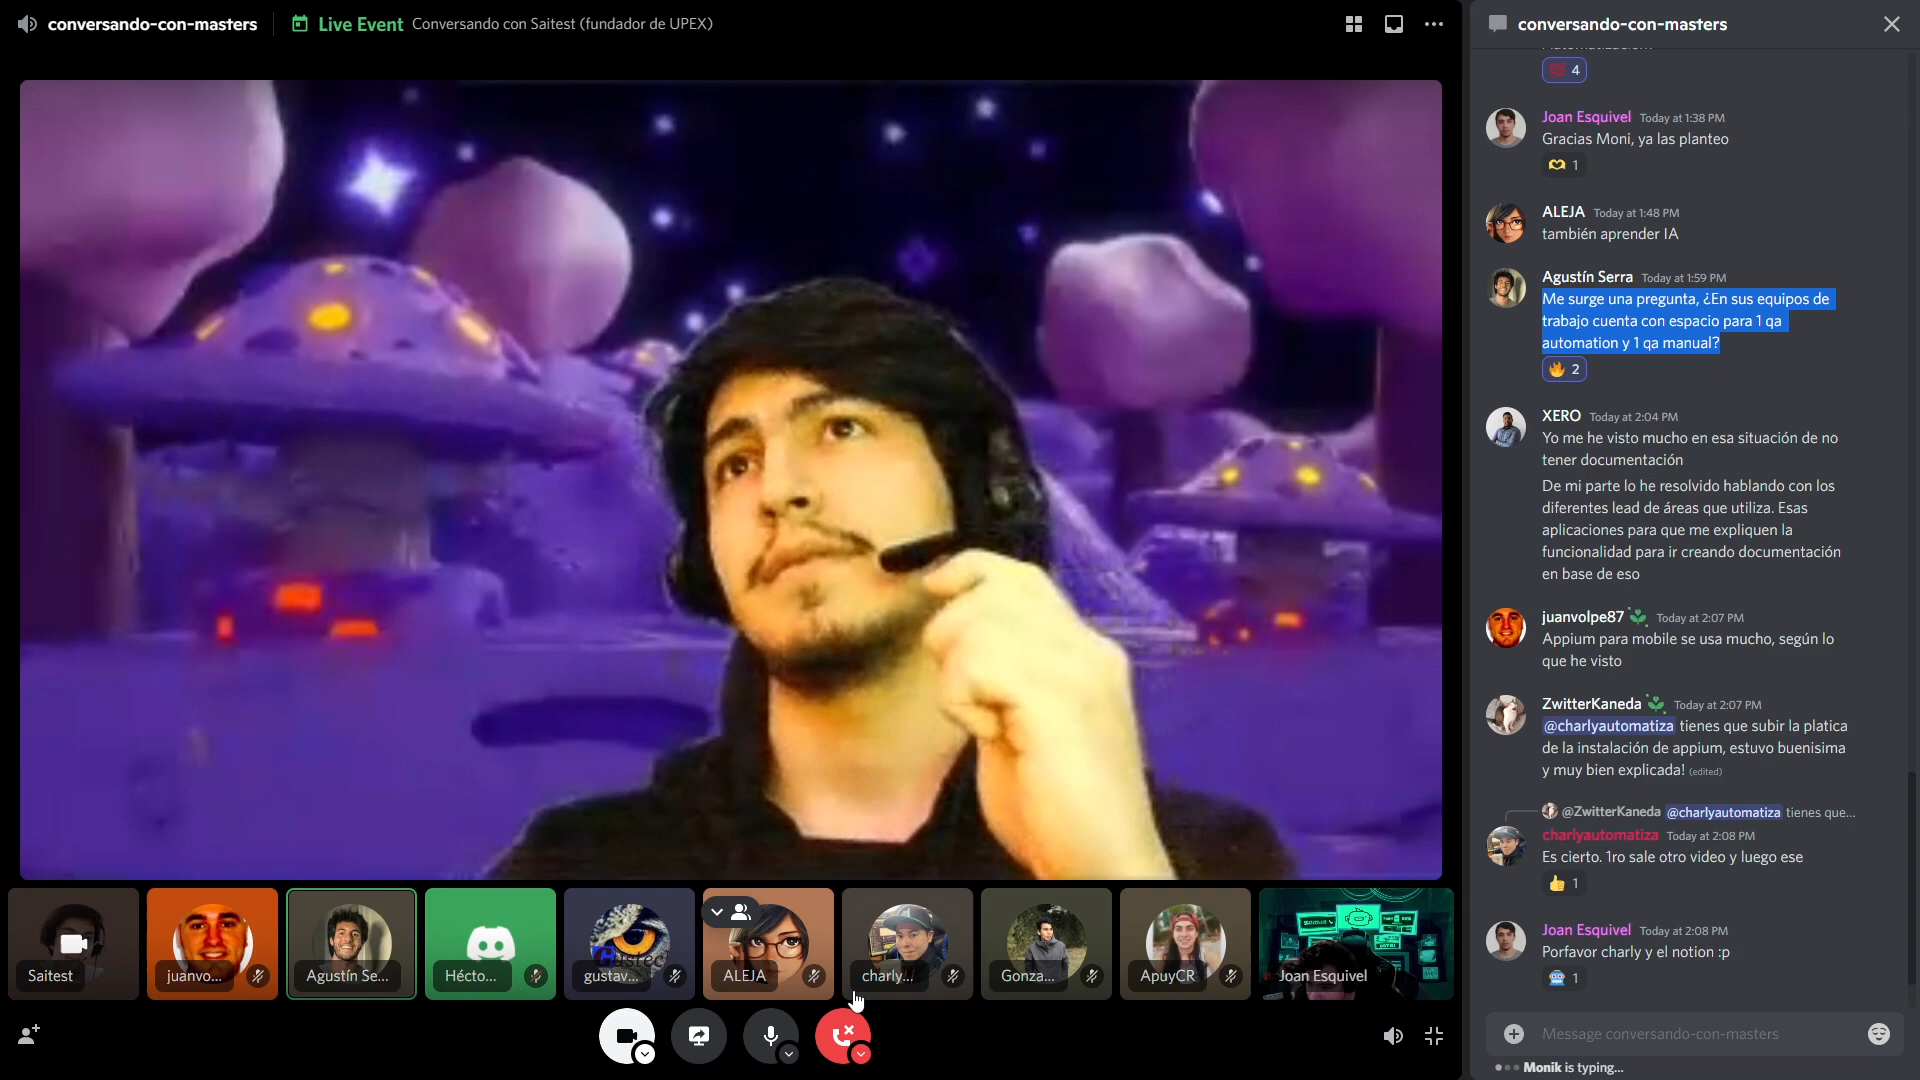 conversando-con-masters
Live Event Conversando con Saitest (fundador de UPEX)
Saitest
juanvo...
Agustín Se...
Hécto...
gustav...
ALEJA
charly...
Gonza...
ApuyCR
Joan Esquivel
conversando-con-masters
4
Joan Esquivel Today at 1:38 PM
Gracias Moni, ya las planteo
1
ALEJA Today at 1:48 PM
también aprender IA
Agustín Serra Today at 1:59 PM
Me surge una pregunta, ¿En sus equipos de
trabajo cuenta con espacio para 1 qa
automation y 1 qa manual?
2
XERO Today at 2:04 PM
Yo me he visto mucho en esa situación de no
tener documentación
De mi parte lo he resolvido hablando con los
diferentes lead de áreas que utiliza. Esas
aplicaciones para que me expliquen la
funcionalidad para ir creando documentación
en base de eso
juanvolpe87 Today at 2:07 PM
Appium para mobile se usa mucho, según lo
que he visto
ZwitterKaneda Today at 2:07 PM
@charlyautomatiza tienes que subir la platica
de la instalación de appium, estuvo buenisima
y muy bien explicada! (edited)
@ZwitterKaneda @charlyautomatiza tienes que...
charlyautomatiza Today at 2:08 PM
Es cierto. 1ro sale otro video y luego ese
1
Joan Esquivel Today at 2:08 PM
Porfavor charly y el notion :p
1
Message conversando-con-masters
Monik is typing...